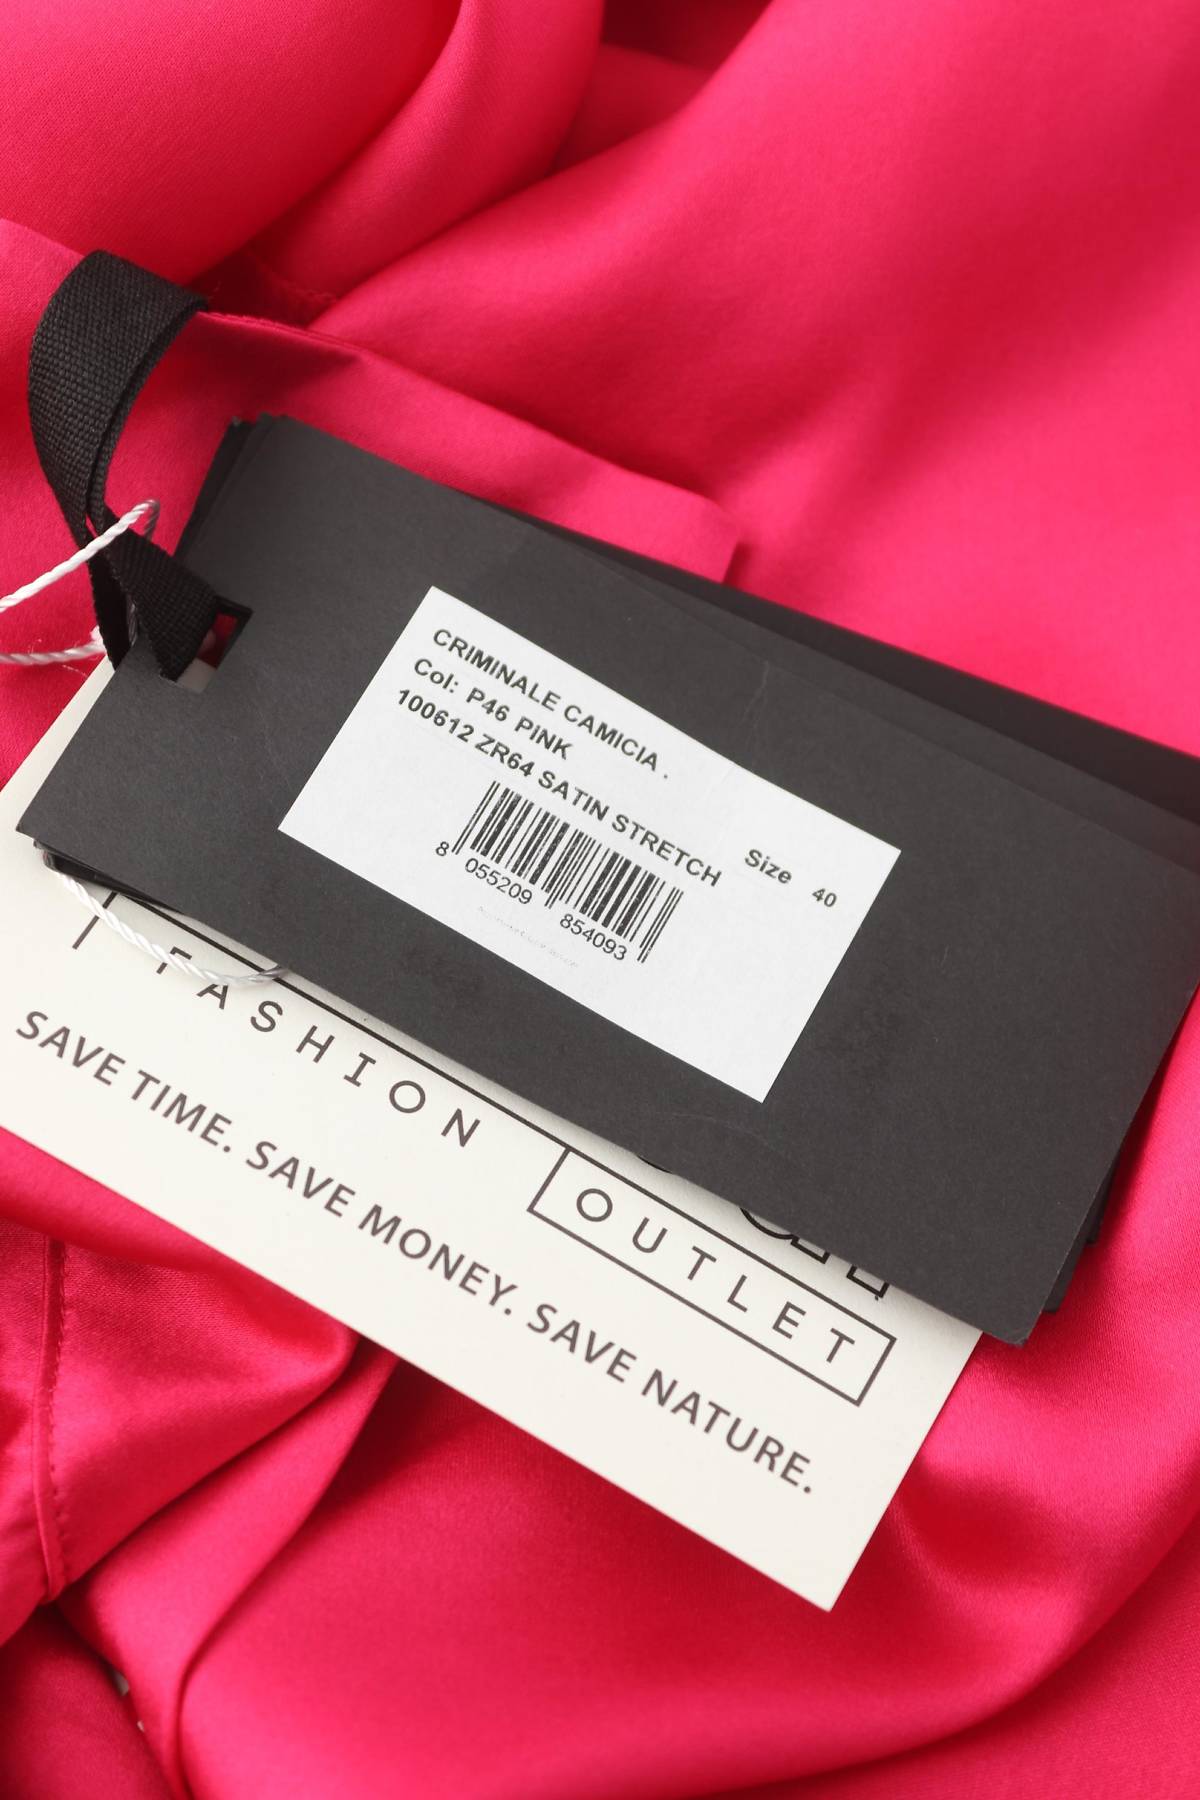 CRIMINALE CAMICIA .
Col: P46 PiNK
100612 ZR64 SATIN STRETCH
Size 40
8 055209 854093
FASHION
OUTLET
SAVE TIME. SAVE MONEY. SAVE NATURE.